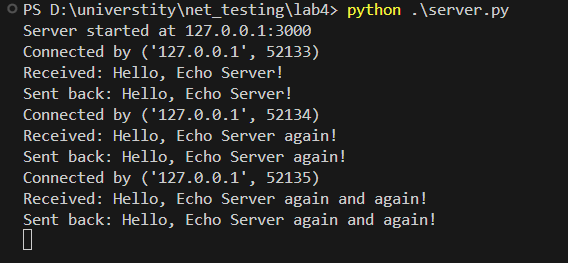 PS D:\universtity\net_testing\lab4> python .\server.py
Server started at 127.0.0.1:3000
Connected by ('127.0.0.1', 52133)
Received: Hello, Echo Server!
Sent back: Hello, Echo Server!
Connected by ('127.0.0.1', 52134)
Received: Hello, Echo Server again!
Sent back: Hello, Echo Server again!
Connected by ('127.0.0.1', 52135)
Received: Hello, Echo Server again and again!
Sent back: Hello, Echo Server again and again!